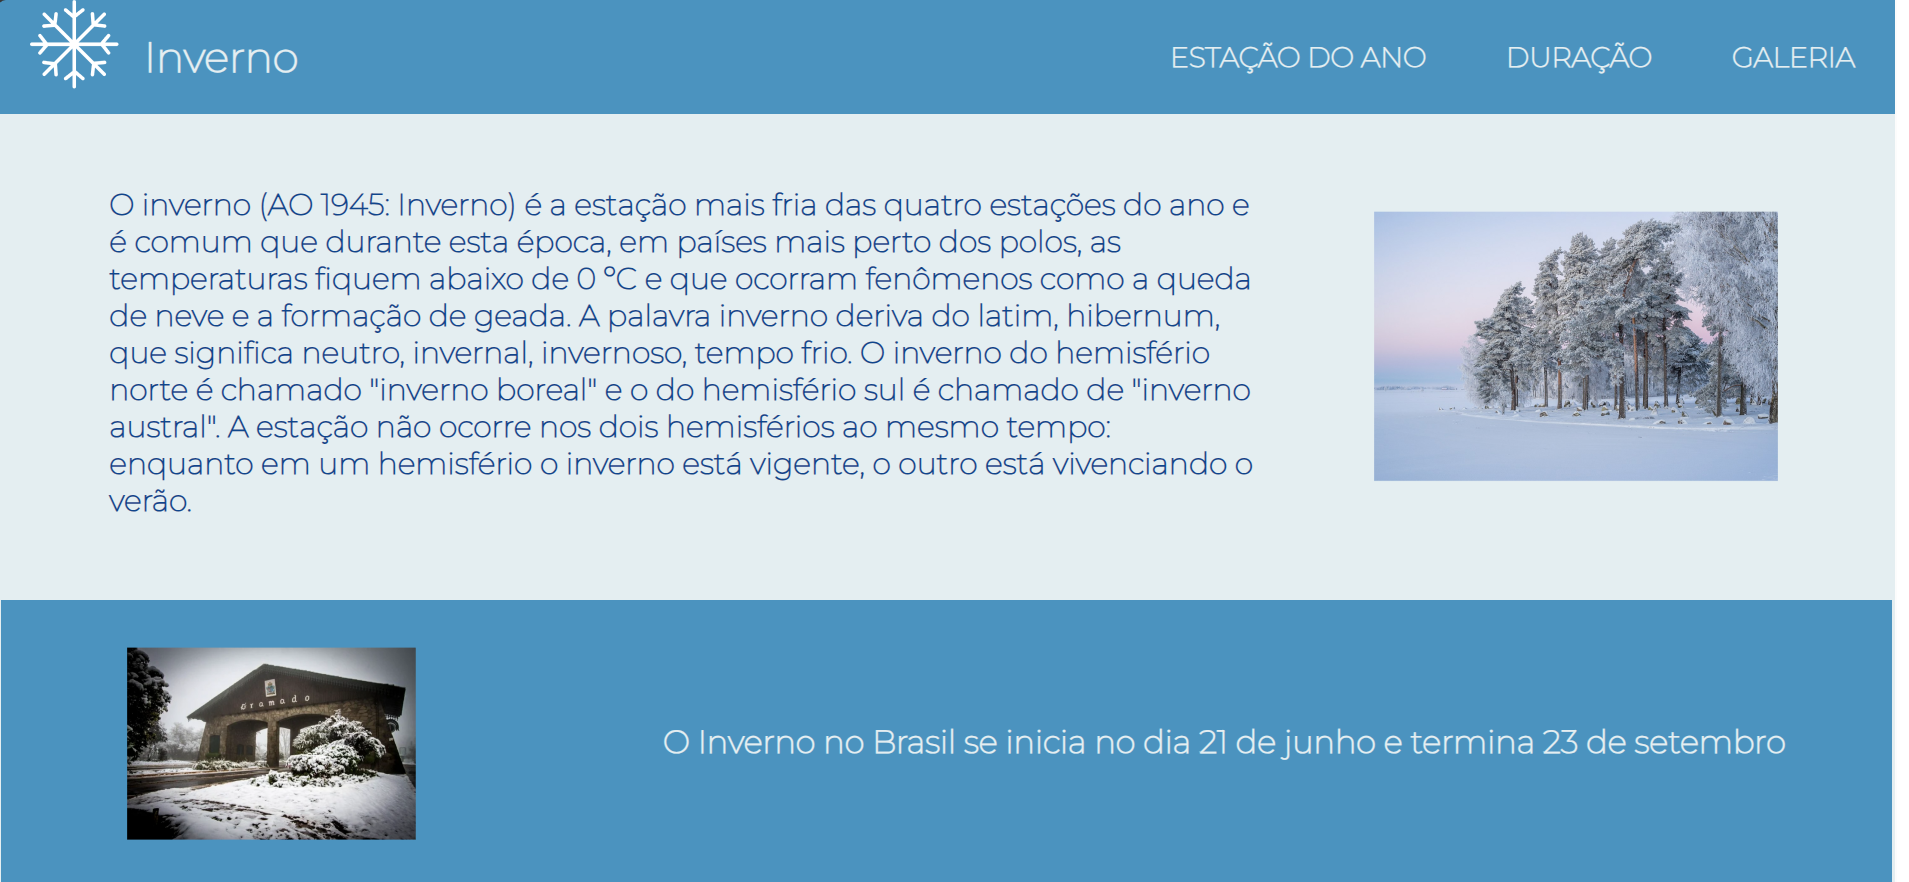 Inverno
ESTAÇÃO DO ANO
DURAÇÃO
GALERIA
O inverno (AO 1945: Inverno) é a estação mais fria das quatro estações do ano e
é comum que durante esta época, em países mais perto dos polos, as
temperaturas fiquem abaixo de 0 °C e que ocorram fenômenos como a queda
de neve e a formação de geada. A palavra inverno deriva do latim, hibernum,
que significa neutro, invernal, invernoso, tempo frio. O inverno do hemisfério
norte é chamado "inverno boreal" e o do hemisfério sul é chamado de "inverno
austral". A estação não ocorre nos dois hemisférios ao mesmo tempo:
enquanto em um hemisfério o inverno está vigente, o outro está vivenciando o
verão.
Gramado
O Inverno no Brasil se inicia no dia 21 de junho e termina 23 de setembro